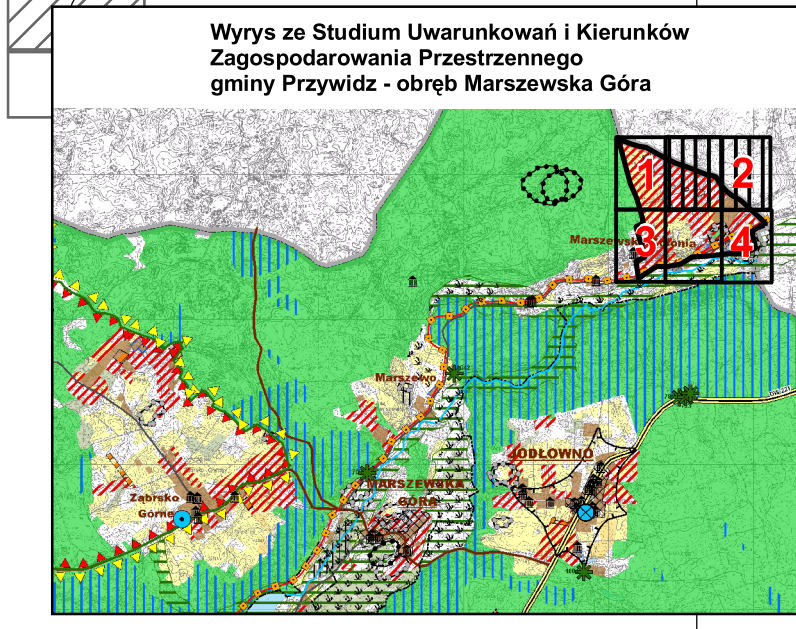 Wyrys ze Studium Uwarunkowań i Kierunków
Zagospodarowania Przestrzennego
gminy Przywidz - obręb Marszewska Góra
1
2
3
4
Marszewo
JODŁOWNO
MARSZEWSKA
GÓRA
Ząbrsko
Górne